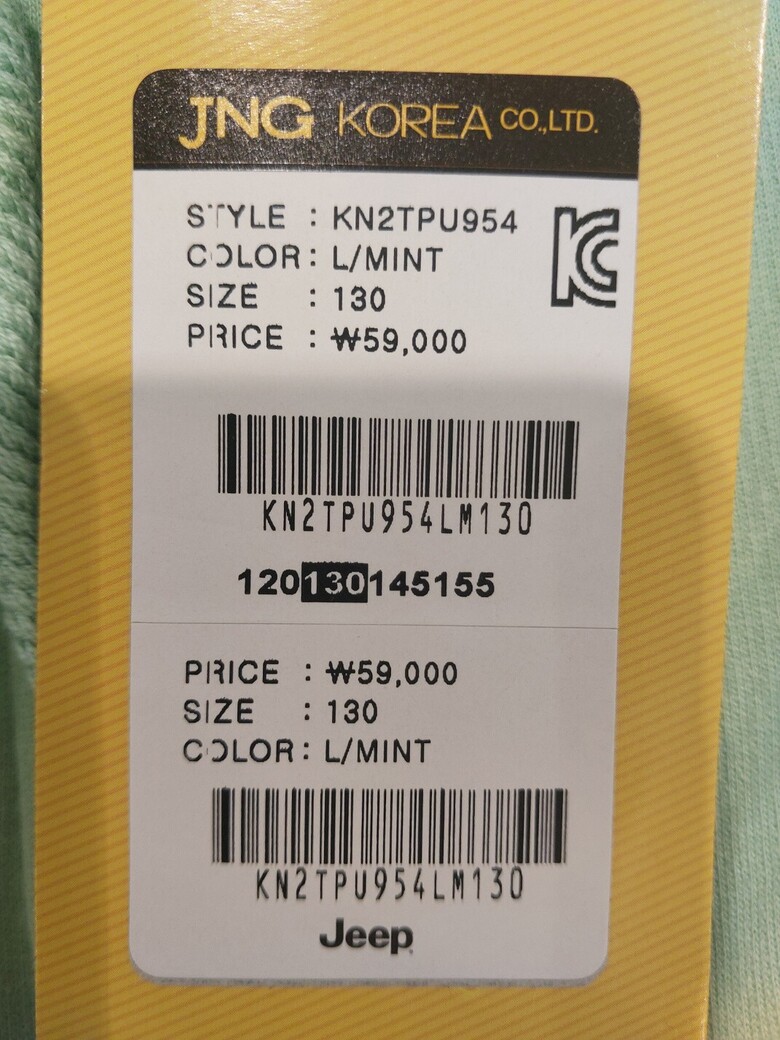 JNG KOREA CO.,LTD.
STYLE : KN2TPU954
COLOR : L/MINT
SIZE : 130
PRICE : ₩59,000
KN2TPU954LM130
120130145155
PRICE : ₩59,000
SIZE : 130
COLOR : L/MINT
KN2TPU954LM130
Jeep